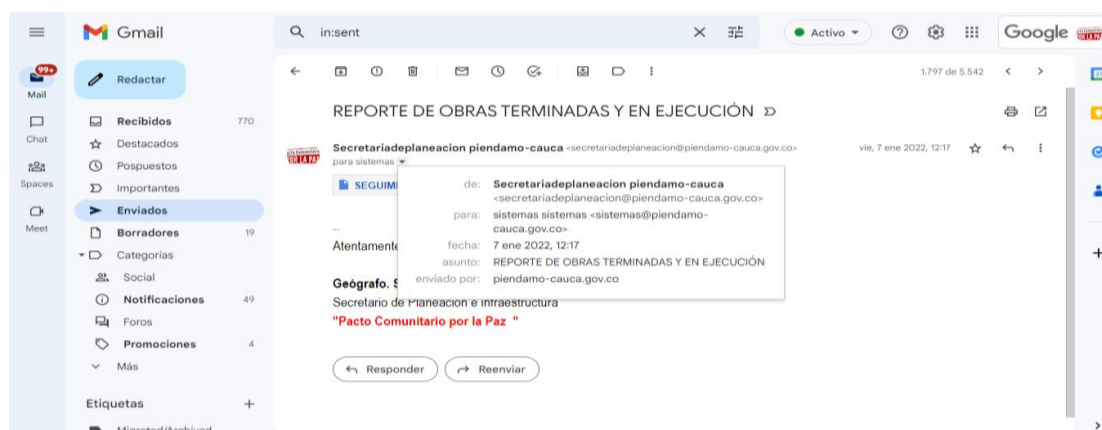 Gmail
in:sent
Activo
Google
99+
Mail
Redactar
1.797 de 5.542
Chat
Recibidos 770
REPORTE DE OBRAS TERMINADAS Y EN EJECUCIÓN
Destacados
Secretariadeplaneacion piendamo-cauca <secretariadeplaneacion@piendamo-cauca.gov.co> vie, 7 ene 2022, 12:17
para sistemas
Spaces
Pospuestos
Importantes
SEGUIMI
de: Secretariadeplaneacion piendamo-cauca
<secretariadeplaneacion@piendamo-cauca.gov.co>
para: sistemas sistemas <sistemas@piendamo-
cauca.gov.co>
fecha: 7 ene 2022, 12:17
asunto: REPORTE DE OBRAS TERMINADAS Y EN EJECUCIÓN
enviado por: piendamo-cauca.gov.co
Enviados
Meet
Borradores 19
--
Atentamente
Categorías
Social
Geógrafo. S
Notificaciones 49
Secretario de Planeación e Infraestructura
Foros
"Pacto Comunitario por la Paz "
Promociones 4
Más
Responder
Reenviar
Etiquetas